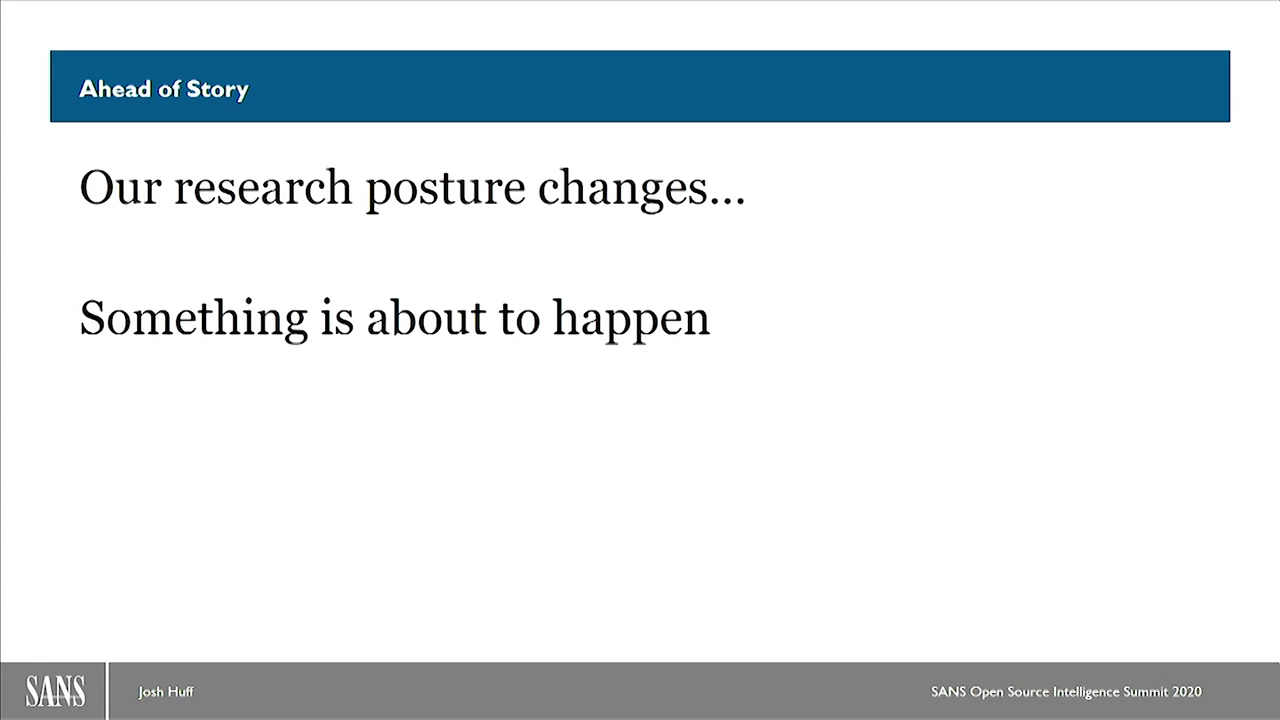 Ahead of Story
Our research posture changes...
Something is about to happen
SANS
Josh Huff
SANS Open Source Intelligence Summit 2020